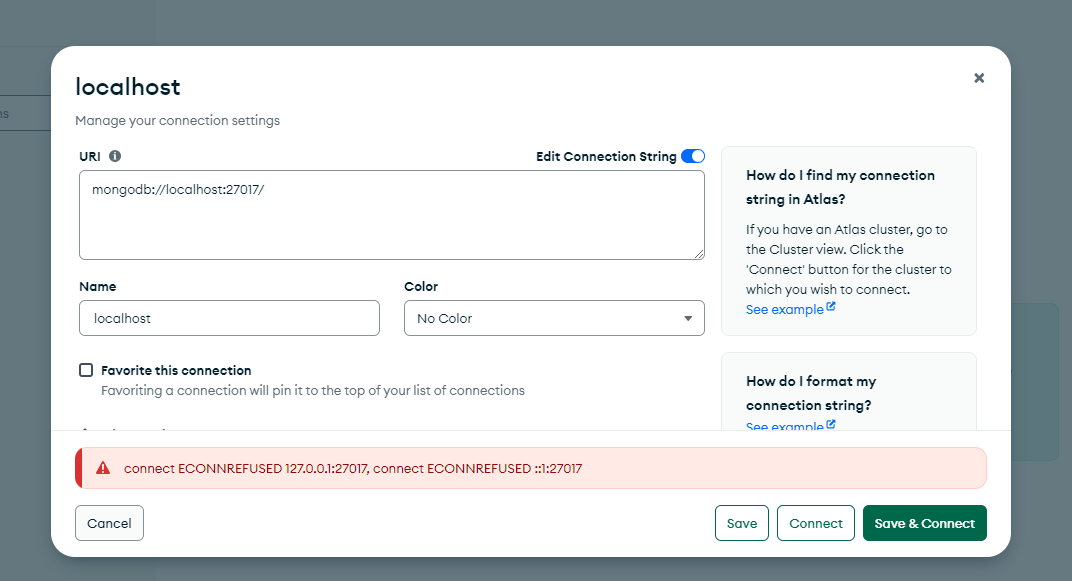 localhost
Manage your connection settings
URI
Edit Connection String
mongodb://localhost:27017/
Name
Color
localhost
No Color
Favorite this connection
Favoriting a connection will pin it to the top of your list of connections
How do I find my connection
string in Atlas?
If you have an Atlas cluster, go to
the Cluster view. Click the
'Connect' button for the cluster to
which you wish to connect.
See example
How do I format my
connection string?
See example
connect ECONNREFUSED 127.0.0.1:27017, connect ECONNREFUSED ::1:27017
Cancel
Save
Connect
Save & Connect